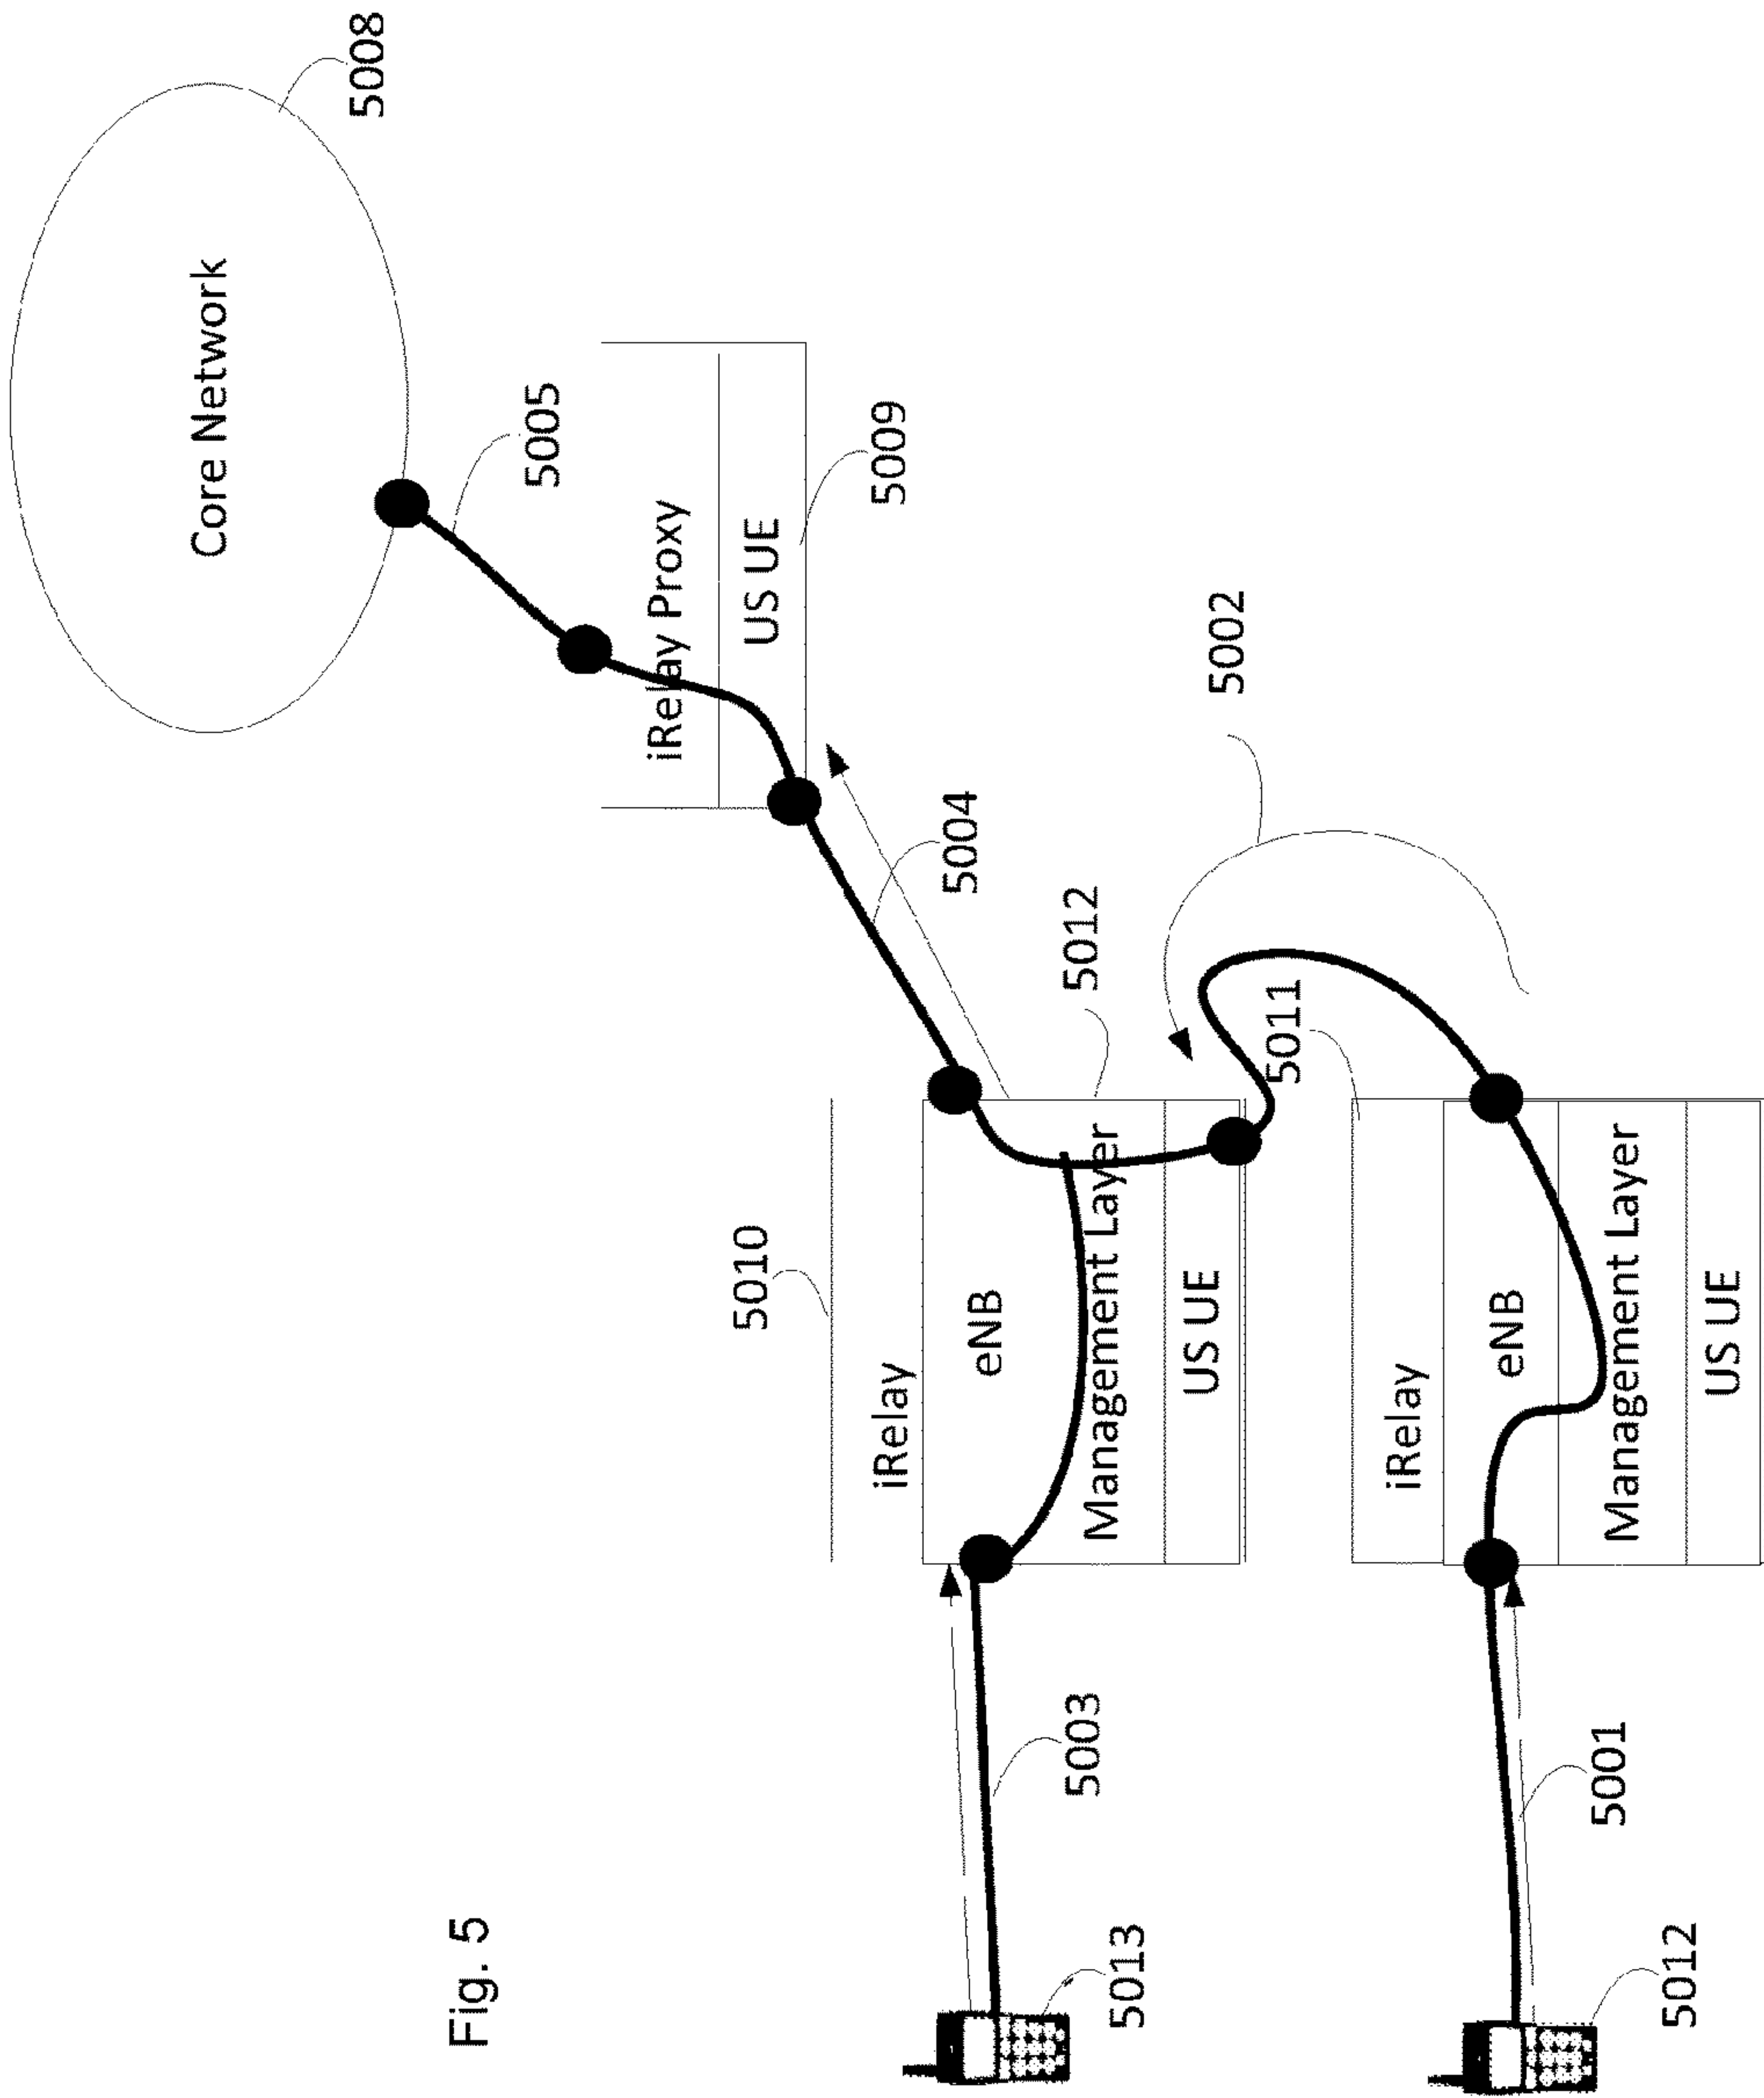 Core Network
5008
Fig. 5
5005
iRelay Proxy
5010
US UE
5009
iRelay
5004
eNB
5012
5003
Management Layer
5013
US UE
5002
5011
iRelay
eNB
5001
Management Layer
5012
US UE